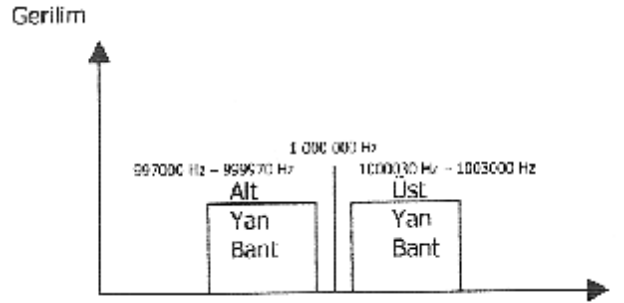 Gerilim
1 000 000 Hz
997000 Hz – 999970 Hz
1000030 Hz – 1003000 Hz
Alt
Yan
Bant
Üst
Yan
Bant